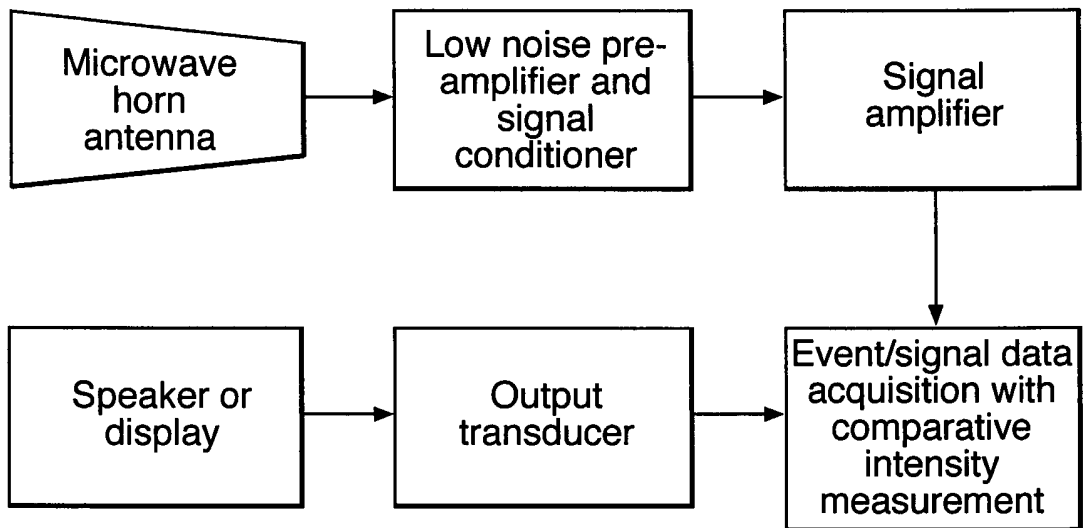 Microwave
horn
antenna
Low noise pre-
amplifier and
signal
conditioner
Signal
amplifier
Speaker or
display
Output
transducer
Event/signal data
acquisition with
comparative
intensity
measurement